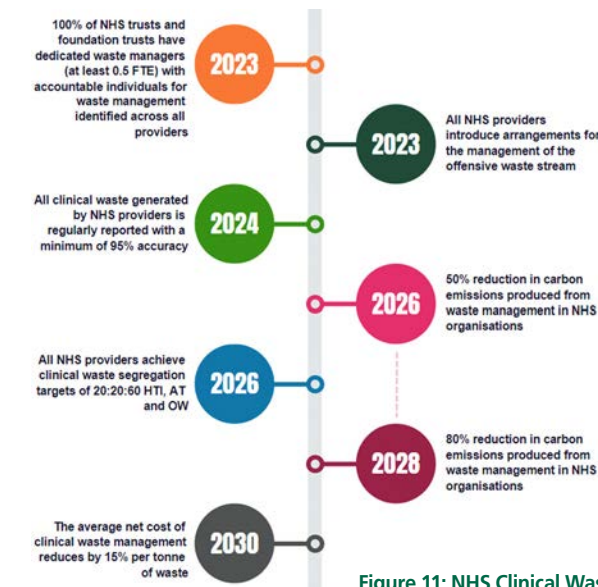 100% of NHS trusts and
foundation trusts have
dedicated waste managers
(at least 0.5 FTE) with
accountable individuals for
waste management
identified across all
providers
2023
2023
All NHS providers
introduce arrangements for
the management of the
offensive waste stream
All clinical waste generated
by NHS providers is
regularly reported with a
minimum of 95% accuracy
2024
2026
50% reduction in carbon
emissions produced from
waste management in NHS
organisations
All NHS providers achieve
clinical waste segregation
targets of 20:20:60 HTI, AT
and OW
2026
2028
80% reduction in carbon
emissions produced from
waste management in NHS
organisations
The average net cost of
clinical waste management
reduces by 15% per tonne
of waste
2030
Figure 11: NHS Clinical Was